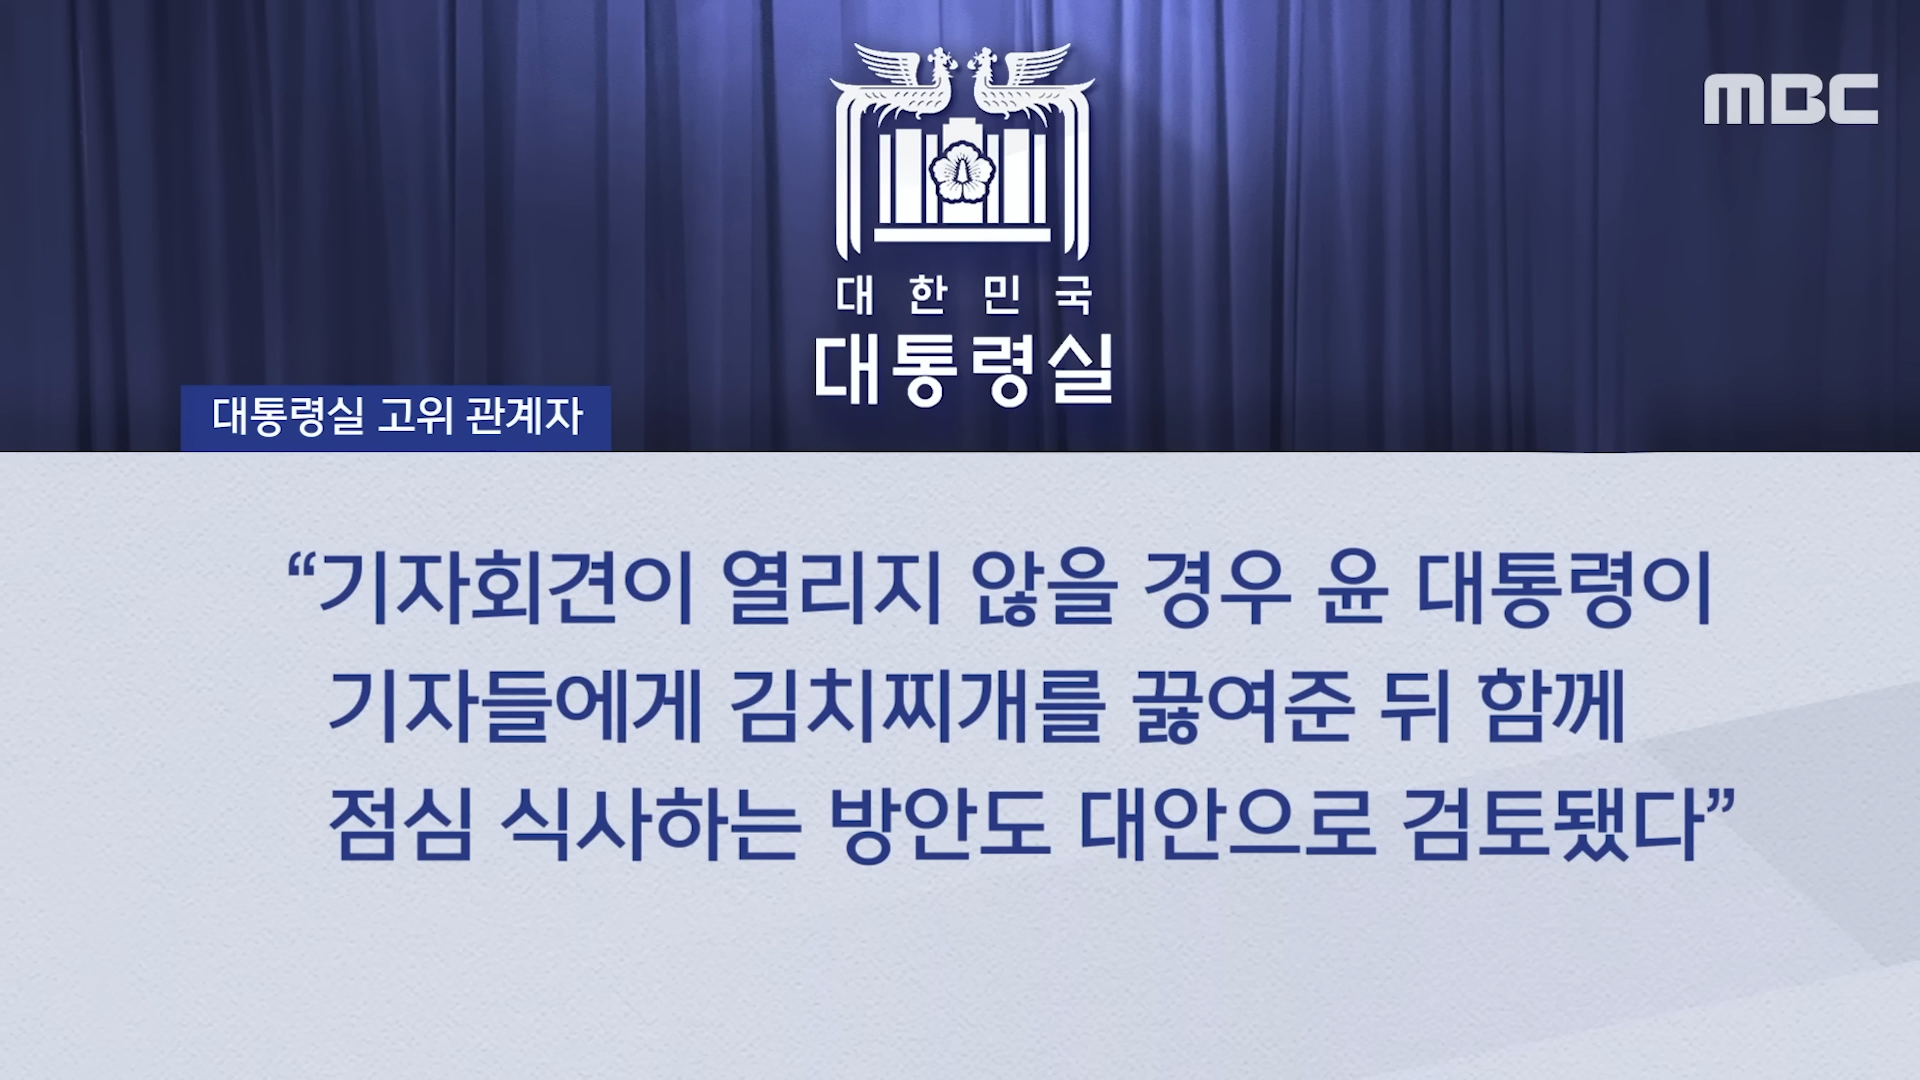 MBC
대한민국
대통령실
대통령실 고위 관계자
“기자회견이 열리지 않을 경우 윤 대통령이
기자들에게 김치찌개를 끓여준 뒤 함께
점심 식사하는 방안도 대안으로 검토됐다”